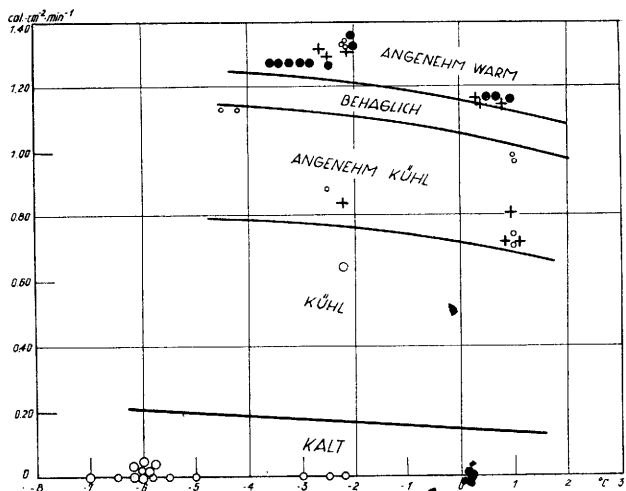 cal.·cm⁻²·min⁻¹
1.40
ANGENEHM WARM
1.20
BEHAGLICH
1.00
ANGENEHM KÜHL
0.80
0.60
KÜHL
0.40
0.20
KALT
0
-8 -7 -6 -5 -4 -3 -2 -1 0 1 °C 3